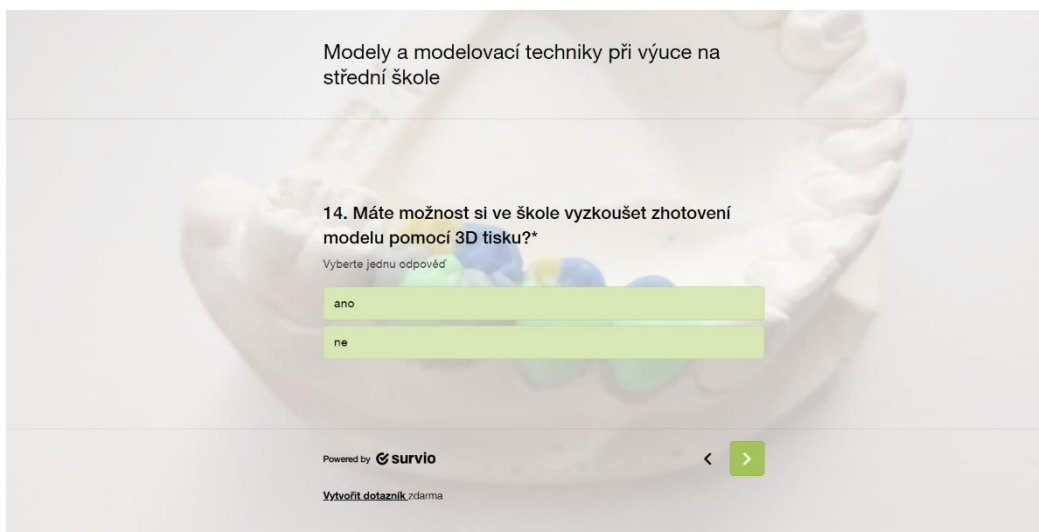 Modely a modelovací techniky při výuce na
střední škole
14. Máte možnost si ve škole vyzkoušet zhotovení
modelu pomocí 3D tisku?*
Vyberte jednu odpověď
ano
ne
Powered by survio
Vytvořit dotazník zdarma